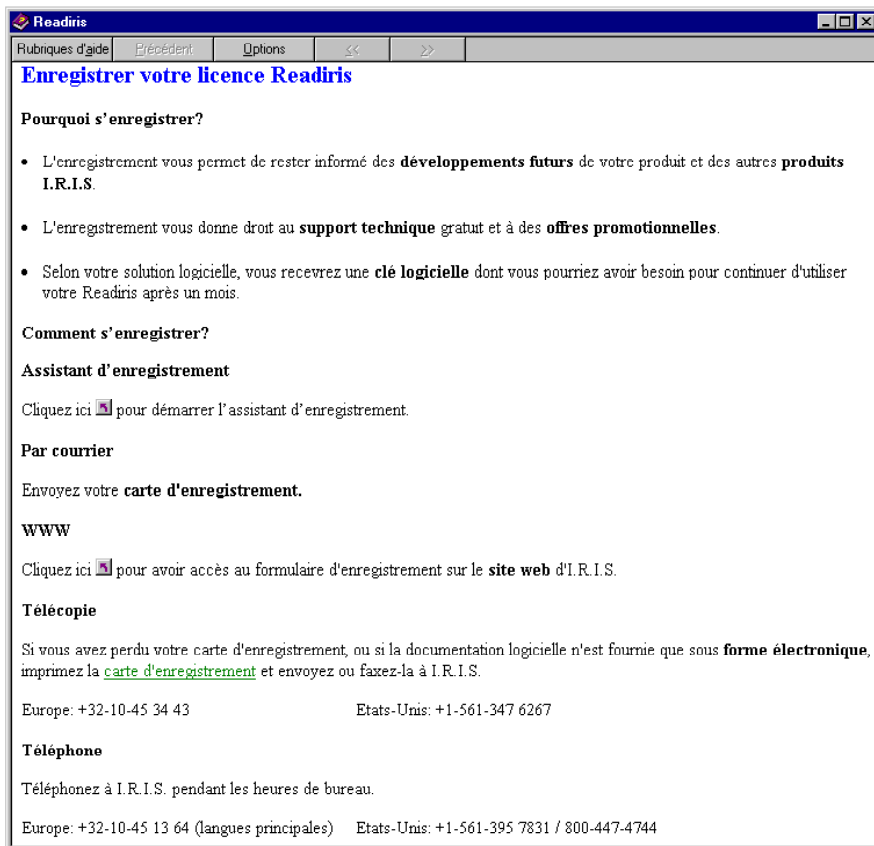 Readiris
Rubriques d'aide Précédent Options << >>
Enregistrer votre licence Readiris
Pourquoi s'enregistrer?
• L'enregistrement vous permet de rester informé des développements futurs de votre produit et des autres produits
I.R.I.S.
• L'enregistrement vous donne droit au support technique gratuit et à des offres promotionnelles.
• Selon votre solution logicielle, vous recevrez une clé logicielle dont vous pourriez avoir besoin pour continuer d'utiliser
votre Readiris après un mois.
Comment s'enregistrer?
Assistant d'enregistrement
Cliquez ici pour démarrer l'assistant d'enregistrement.
Par courrier
Envoyez votre carte d'enregistrement.
WWW
Cliquez ici pour avoir accès au formulaire d'enregistrement sur le site web d'I.R.I.S.
Télécopie
Si vous avez perdu votre carte d'enregistrement, ou si la documentation logicielle n'est fournie que sous forme électronique,
imprimez la carte d'enregistrement et envoyez ou faxez-la à I.R.I.S.
Europe: +32-10-45 34 43 Etats-Unis: +1-561-347 6267
Téléphone
Téléphonez à I.R.I.S. pendant les heures de bureau.
Europe: +32-10-45 13 64 (langues principales) Etats-Unis: +1-561-395 7831 / 800-447-4744